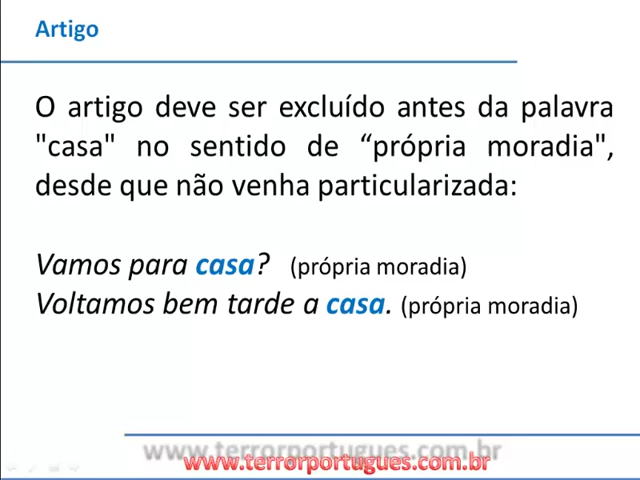 Artigo
O artigo deve ser excluído antes da palavra
"casa" no sentido de “própria moradia",
desde que não venha particularizada:
Vamos para casa? (própria moradia)
Voltamos bem tarde a casa. (própria moradia)
www.terrorportugues.com.br
www.terrorportugues.com.br